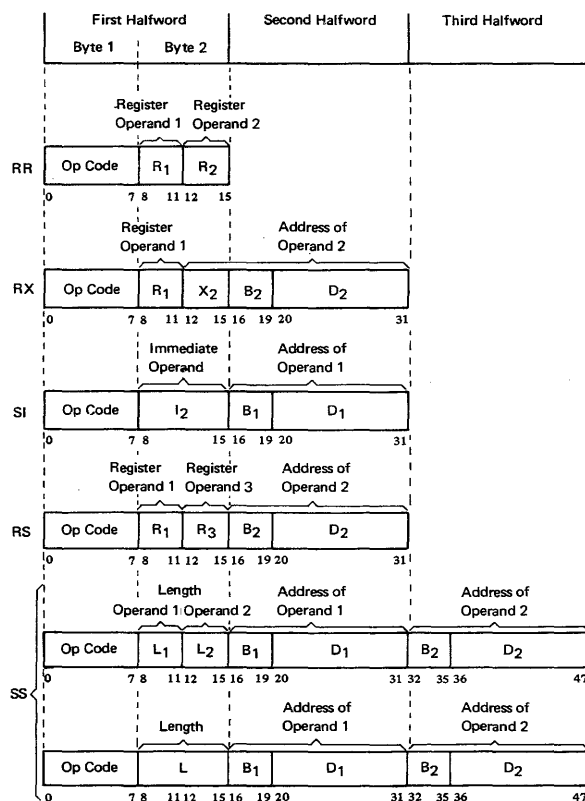 First Halfword Second Halfword Third Halfword
Byte 1 Byte 2
Register Register
Operand 1 Operand 2
RR Op Code R1 R2
0 7 8 11 12 15
Register Address of
Operand 1 Operand 2
RX Op Code R1 X2 B2 D2
0 7 8 11 12 15 16 19 20 31
Immediate Address of
Operand Operand 1
SI Op Code I2 B1 D1
0 7 8 15 16 19 20 31
Register Register Address of
Operand 1 Operand 3 Operand 2
RS Op Code R1 R3 B2 D2
0 7 8 11 12 15 16 19 20 31
Length Address of Address of
Operand 1 Operand 2 Operand 1 Operand 2
Op Code L1 L2 B1 D1 B2 D2
0 7 8 11 12 15 16 19 20 31 32 35 36 47
SS
Length Address of Address of
Operand 1 Operand 2
Op Code L B1 D1 B2 D2
0 7 8 11 12 15 16 19 20 31 32 35 36 47